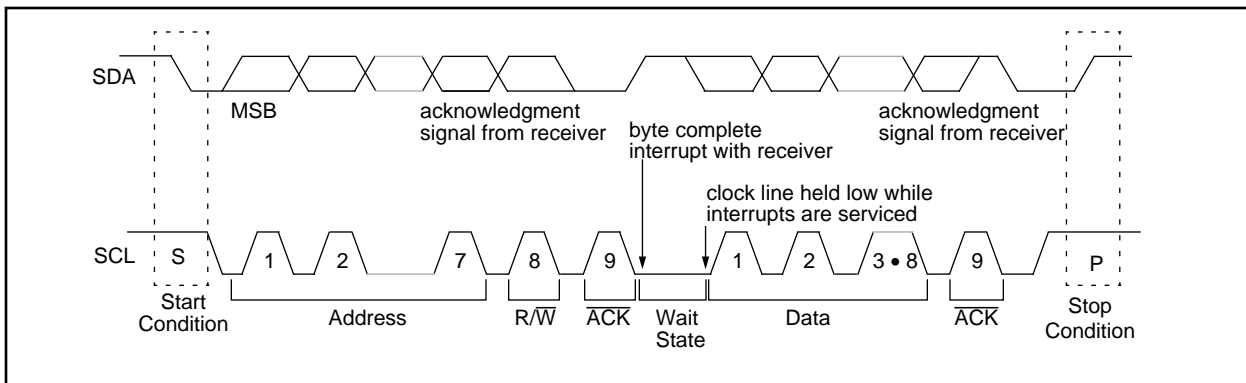 SDA
MSB
acknowledgment
signal from receiver
byte complete
interrupt with receiver
acknowledgment
signal from receiver
clock line held low while
interrupts are serviced
SCL
S
1
2
7
8
9
1
2
3 • 8
9
P
Start
Condition
Address
R/W̅
A̅C̅K̅
Wait
State
Data
A̅C̅K̅
Stop
Condition